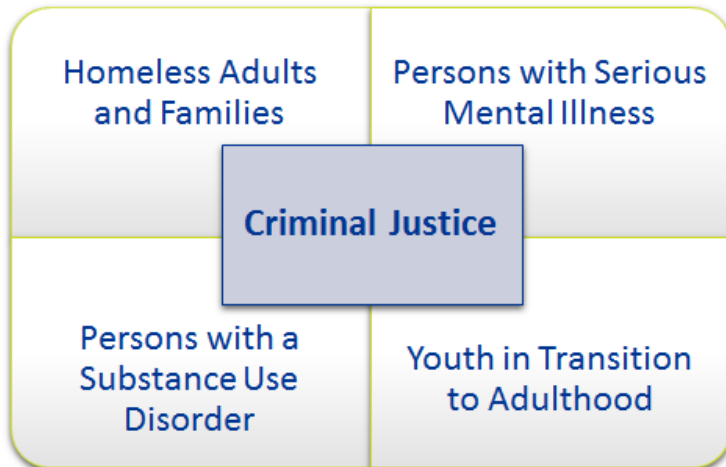 Homeless Adults
and Families
Persons with Serious
Mental Illness
Criminal Justice
Persons with a
Substance Use
Disorder
Youth in Transition
to Adulthood